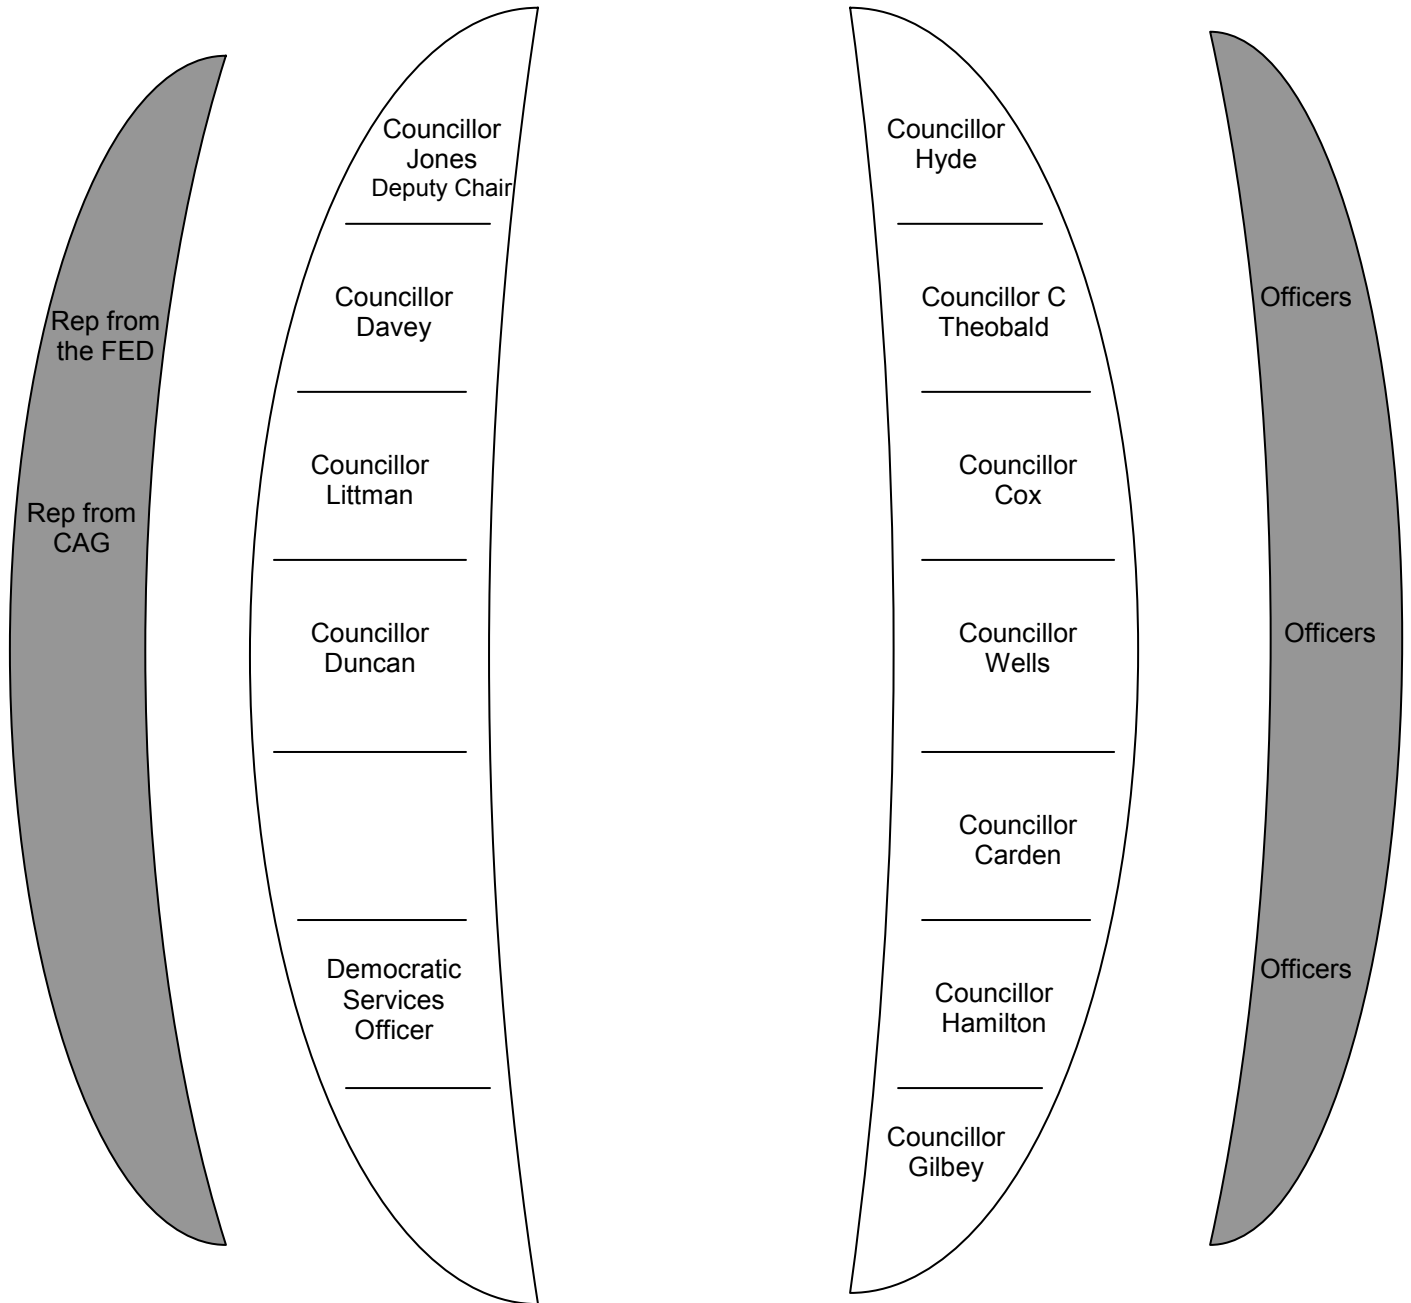 Rep from
the FED
Rep from
CAG
Councillor
Jones
Deputy Chair
Councillor
Davey
Councillor
Littman
Councillor
Duncan
Democratic
Services
Officer
Councillor
Hyde
Councillor C
Theobald
Councillor
Cox
Councillor
Wells
Councillor
Carden
Councillor
Hamilton
Councillor
Gilbey
Officers
Officers
Officers